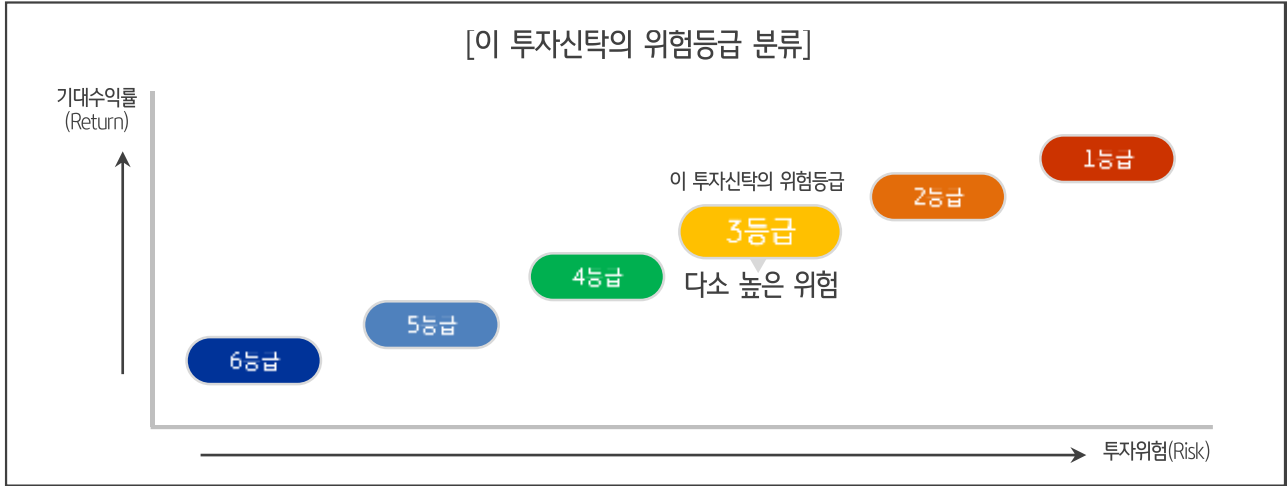 [이 투자신탁의 위험등급 분류]
기대수익률
(Return)
1등급
이 투자신탁의 위험등급
2등급
3등급
다소 높은 위험
4등급
5등급
6등급
투자위험(Risk)